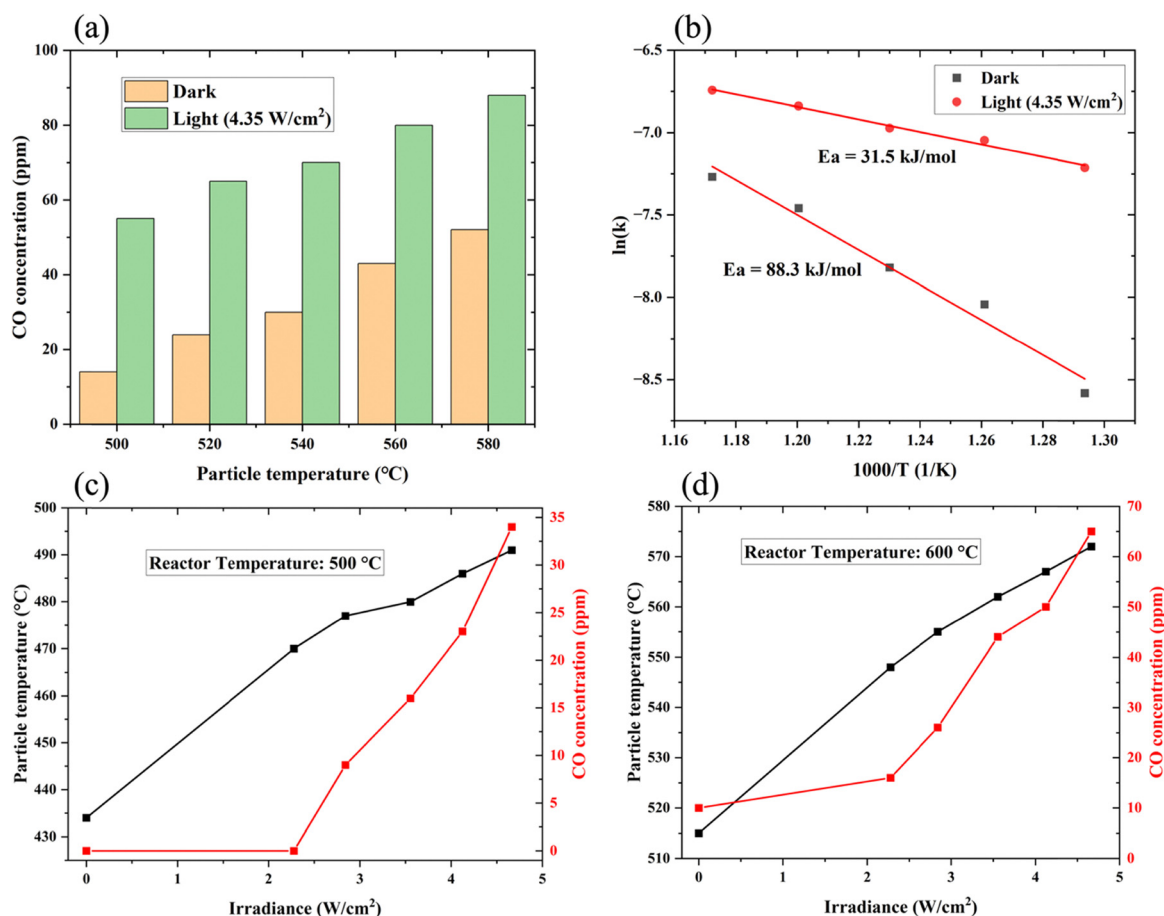 (a)
100
80
60
40
20
0
CO concentration (ppm)
Dark
Light (4.35 W/cm²)
500 520 540 560 580
Particle temperature (°C)
(b)
−6.5
−7.0
−7.5
−8.0
−8.5
ln(k)
Dark
Light (4.35 W/cm²)
Ea = 31.5 kJ/mol
Ea = 88.3 kJ/mol
1.16 1.18 1.20 1.22 1.24 1.26 1.28 1.30
1000/T (1/K)
(c)
500
490
480
470
460
450
440
430
Particle temperature (°C)
Reactor Temperature: 500 °C
35
30
25
20
15
10
5
0
CO concentration (ppm)
0 1 2 3 4 5
Irradiance (W/cm²)
(d)
580
570
560
550
540
530
520
510
Particle temperature (°C)
Reactor Temperature: 600 °C
70
60
50
40
30
20
10
0
CO concentration (ppm)
0 1 2 3 4 5
Irradiance (W/cm²)